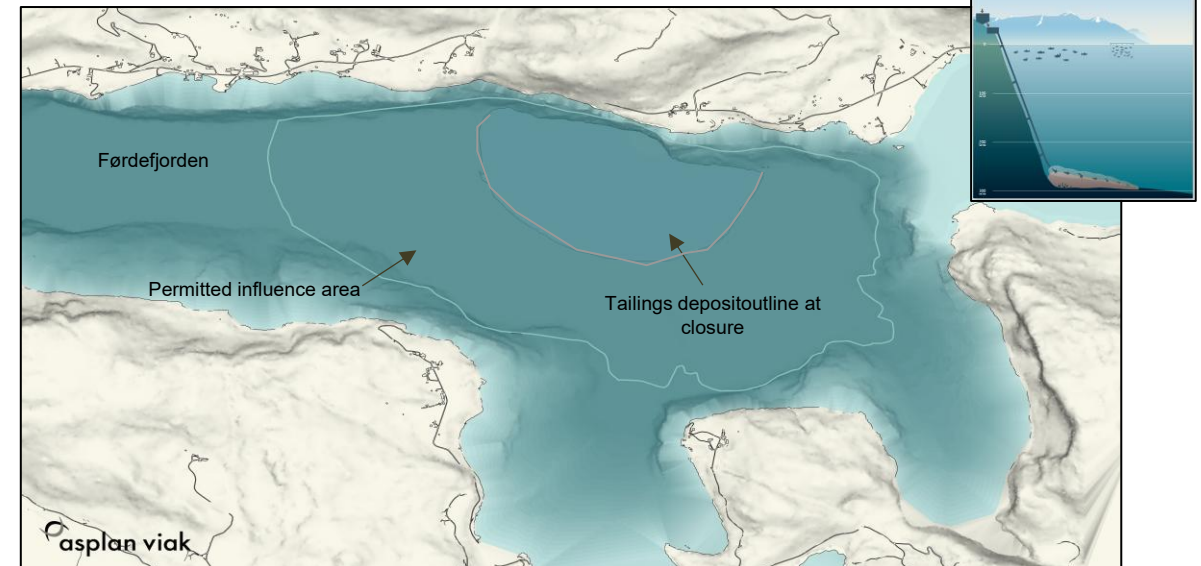 Førdefjorden
Permitted influence area
Tailings depositoutline at
closure
asplan viak